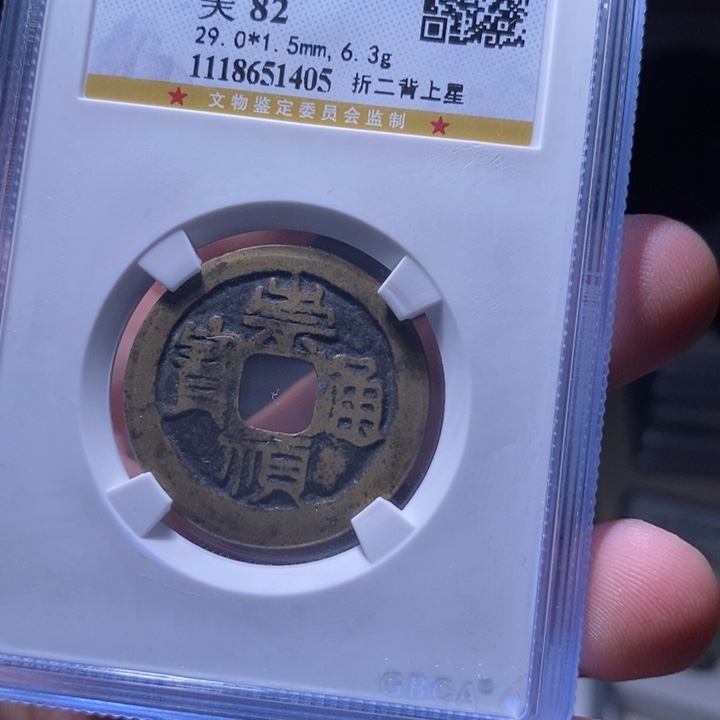 美 82
29.0*1.5mm, 6.3g
1118651405 折二背上星
★ 文物鉴定委员会监制 ★
崇禎通寶
GBCA®